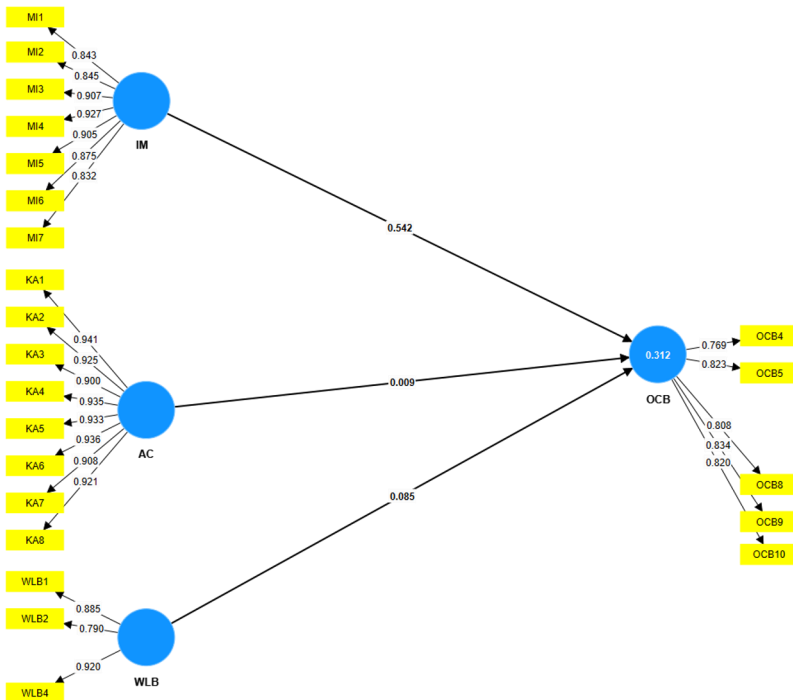 MI1
0.843
MI2
0.845
MI3
0.907
MI4
0.927
0.905
MI5
0.875
0.832
MI6
MI7
IM
0.542
KA1
KA2
0.941
0.925
KA3
0.900
KA4
0.935
0.933
KA5
0.936
KA6
0.908
0.921
KA7
KA8
AC
0.009
0.085
WLB1
0.885
WLB2
0.790
0.920
WLB4
WLB
0.312
OCB
0.769
OCB4
0.823
OCB5
0.808
0.834
0.820
OCB8
OCB9
OCB10